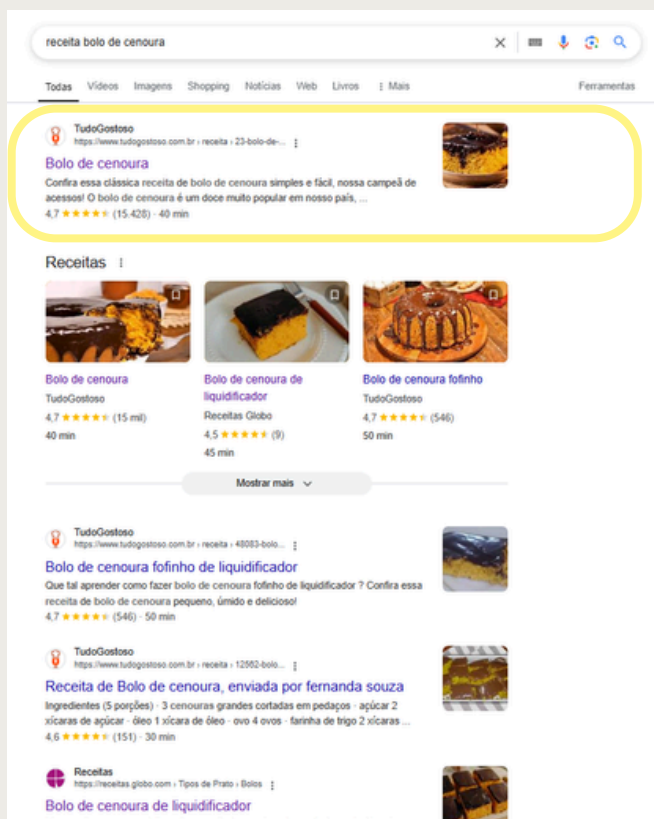 receita bolo de cenoura
Todas Vídeos Imagens Shopping Notícias Web Livros Mais Ferramentas
TudoGostoso
https://www.tudogostoso.com.br › receita › 23-bolo-de-...
Bolo de cenoura
Confira essa clássica receita de bolo de cenoura simples e fácil, nossa campeã de
acessos! O bolo de cenoura é um doce muito popular em nosso país, ...
4,7 (15.428) · 40 min
Receitas
Bolo de cenoura
TudoGostoso
4,7 (15 mil)
40 min
Bolo de cenoura de
liquidificador
Receitas Globo
4,5 (9)
45 min
Bolo de cenoura fofinho
TudoGostoso
4,7 (546)
50 min
Mostrar mais
TudoGostoso
https://www.tudogostoso.com.br › receita › 48083-bolo...
Bolo de cenoura fofinho de liquidificador
Que tal aprender como fazer bolo de cenoura fofinho de liquidificador ? Confira essa
receita de bolo de cenoura pequeno, úmido e delicioso!
4,7 (546) · 50 min
TudoGostoso
https://www.tudogostoso.com.br › receita › 12562-bolo...
Receita de Bolo de cenoura, enviada por fernanda souza
Ingredientes (5 porções) · 3 cenouras grandes cortadas em pedaços · açúcar 2
xícaras de açúcar · óleo 1 xícara de óleo · ovo 4 ovos · farinha de trigo 2 xícaras ...
4,6 (151) · 30 min
Receitas
https://receitas.globo.com › Tipos de Prato › Bolos
Bolo de cenoura de liquidificador